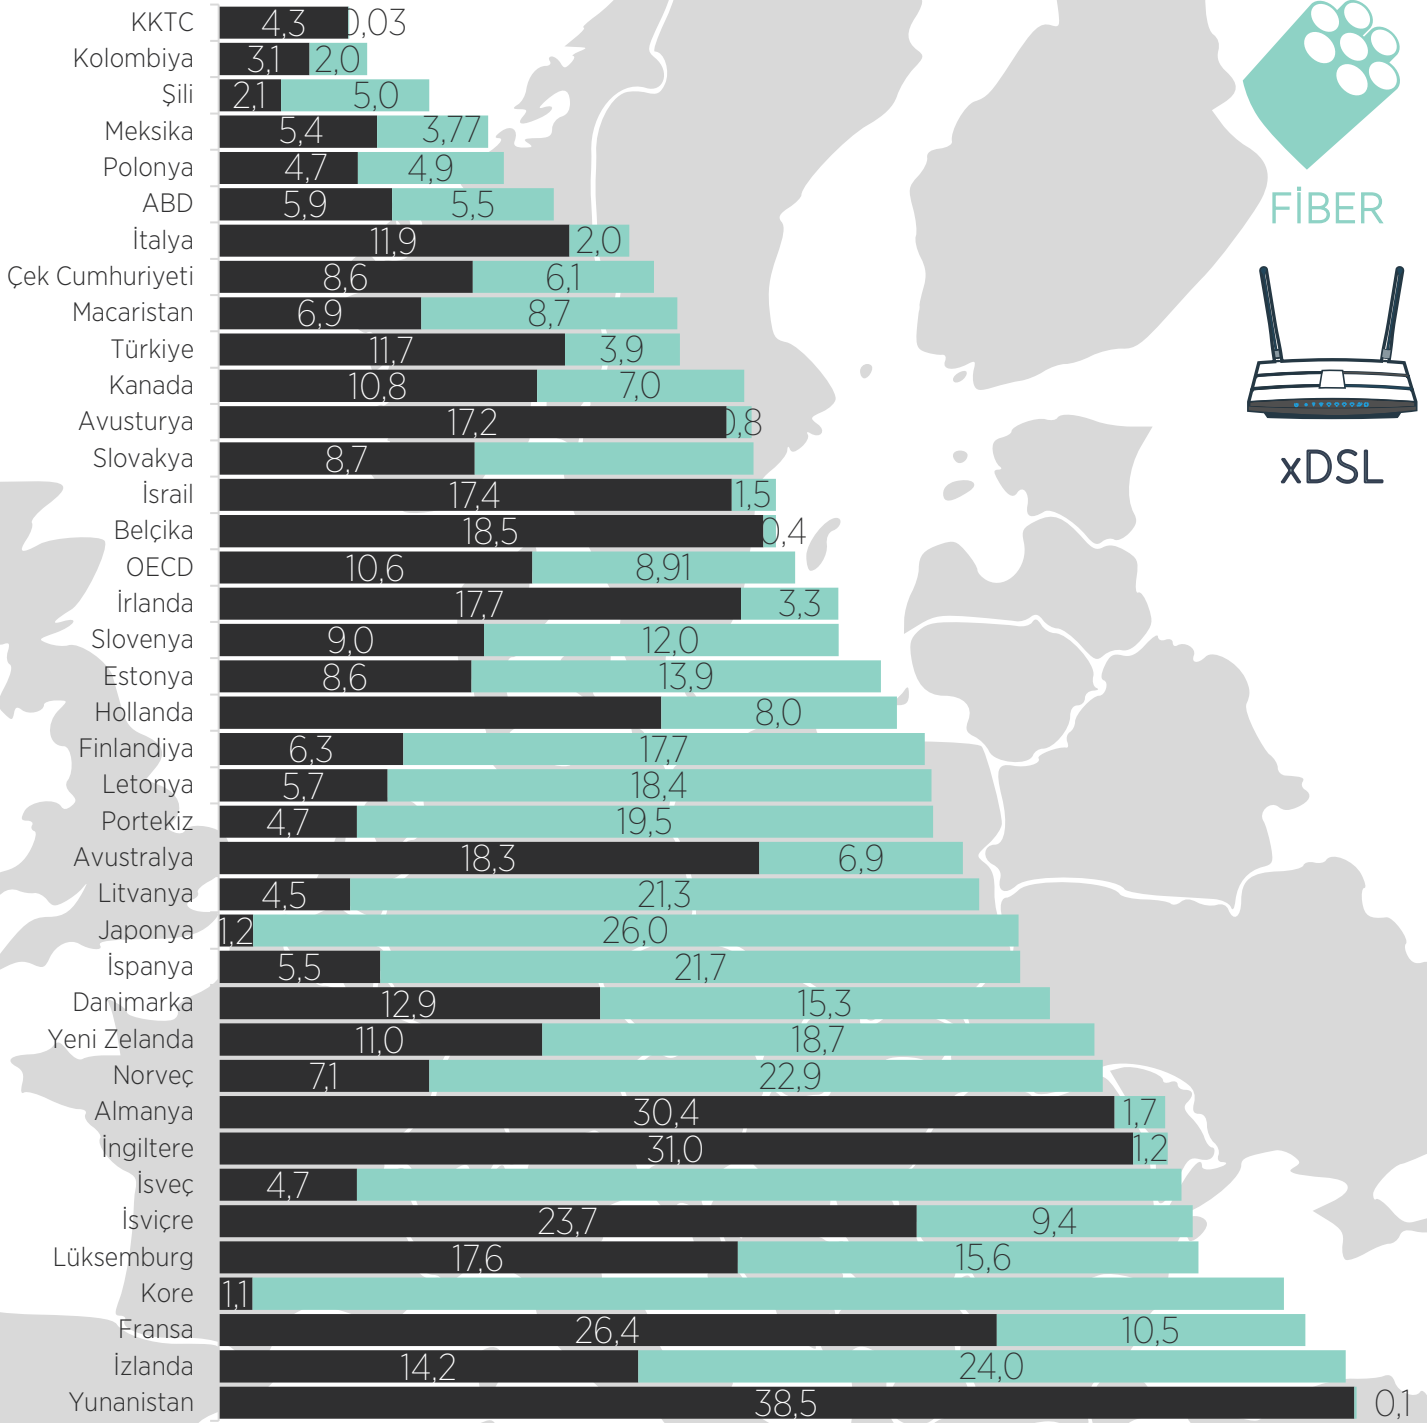 KKTC 4,3 0,03
Kolombiya 3,1 2,0
Şili 2,1 5,0
Meksika 5,4 3,77
Polonya 4,7 4,9
ABD 5,9 5,5
İtalya 11,9 2,0
Çek Cumhuriyeti 8,6 6,1
Macaristan 6,9 8,7
Türkiye 11,7 3,9
Kanada 10,8 7,0
Avusturya 17,2 0,8
Slovakya 8,7
İsrail 17,4 1,5
Belçika 18,5 0,4
OECD 10,6 8,91
İrlanda 17,7 3,3
Slovenya 9,0 12,0
Estonya 8,6 13,9
Hollanda 8,0
Finlandiya 6,3 17,7
Letonya 5,7 18,4
Portekiz 4,7 19,5
Avustralya 18,3 6,9
Litvanya 4,5 21,3
Japonya 1,2 26,0
İspanya 5,5 21,7
Danimarka 12,9 15,3
Yeni Zelanda 11,0 18,7
Norveç 7,1 22,9
Almanya 30,4 1,7
İngiltere 31,0 1,2
İsveç 4,7
İsviçre 23,7 9,4
Lüksemburg 17,6 15,6
Kore 1,1
Fransa 26,4 10,5
İzlanda 14,2 24,0
Yunanistan 38,5 0,1
FİBER
xDSL